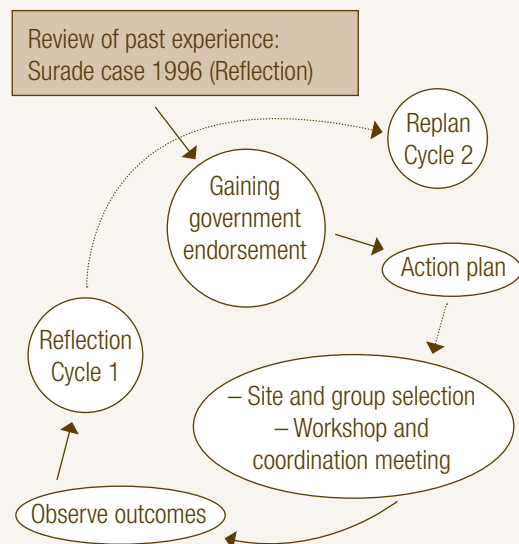 Review of past experience:
Surade case 1996 (Reflection)
Replan
Cycle 2
Gaining
government
endorsement
Action plan
– Site and group selection
– Workshop and
coordination meeting
Observe outcomes
Reflection
Cycle 1